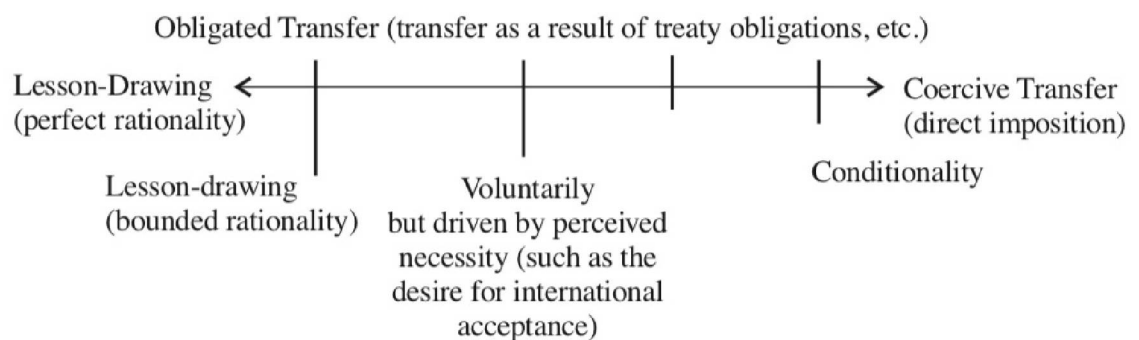 Obligated Transfer (transfer as a result of treaty obligations, etc.)
Lesson-Drawing
(perfect rationality)
Coercive Transfer
(direct imposition)
Lesson-drawing
(bounded rationality)
Voluntarily
but driven by perceived
necessity (such as the
desire for international
acceptance)
Conditionality